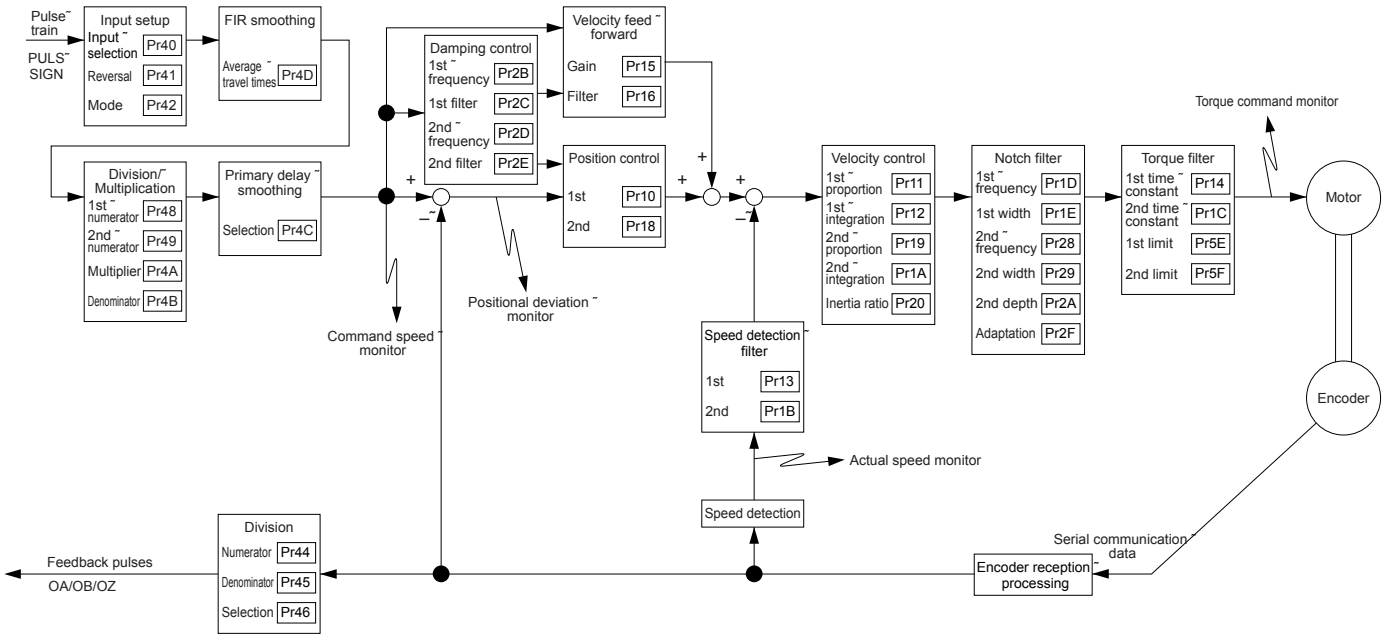 Pulse˜
train
PULS˜
SIGN
Input setup
Input˜
selection Pr40
Reversal Pr41
Mode Pr42
FIR smoothing
Average˜
travel times Pr4D
Division/˜
Multiplication
1st˜
numerator Pr48
2nd˜
numerator Pr49
Multiplier Pr4A
Denominator Pr4B
Primary delay˜
smoothing
Selection Pr4C
Damping control
1st˜
frequency Pr2B
1st filter Pr2C
2nd˜
frequency Pr2D
2nd filter Pr2E
Velocity feed˜
forward
Gain Pr15
Filter Pr16
+
−˜
Position control
1st Pr10
2nd Pr18
+
+
+
−˜
Command speed˜
monitor
Positional deviation˜
monitor
Velocity control
1st˜
proportion Pr11
1st˜
integration Pr12
2nd˜
proportion Pr19
2nd˜
integration Pr1A
Inertia ratio Pr20
Notch filter
1st˜
frequency Pr1D
1st width Pr1E
2nd˜
frequency Pr28
2nd width Pr29
2nd depth Pr2A
Adaptation Pr2F
Torque filter
1st time˜
constant Pr14
2nd time˜
constant Pr1C
1st limit Pr5E
2nd limit Pr5F
Torque command monitor
Motor
Encoder
Speed detection˜
filter
1st Pr13
2nd Pr1B
Actual speed monitor
Speed detection
Serial communication˜
data
Encoder reception˜
processing
Division
Numerator Pr44
Denominator Pr45
Selection Pr46
Feedback pulses
OA/OB/OZ